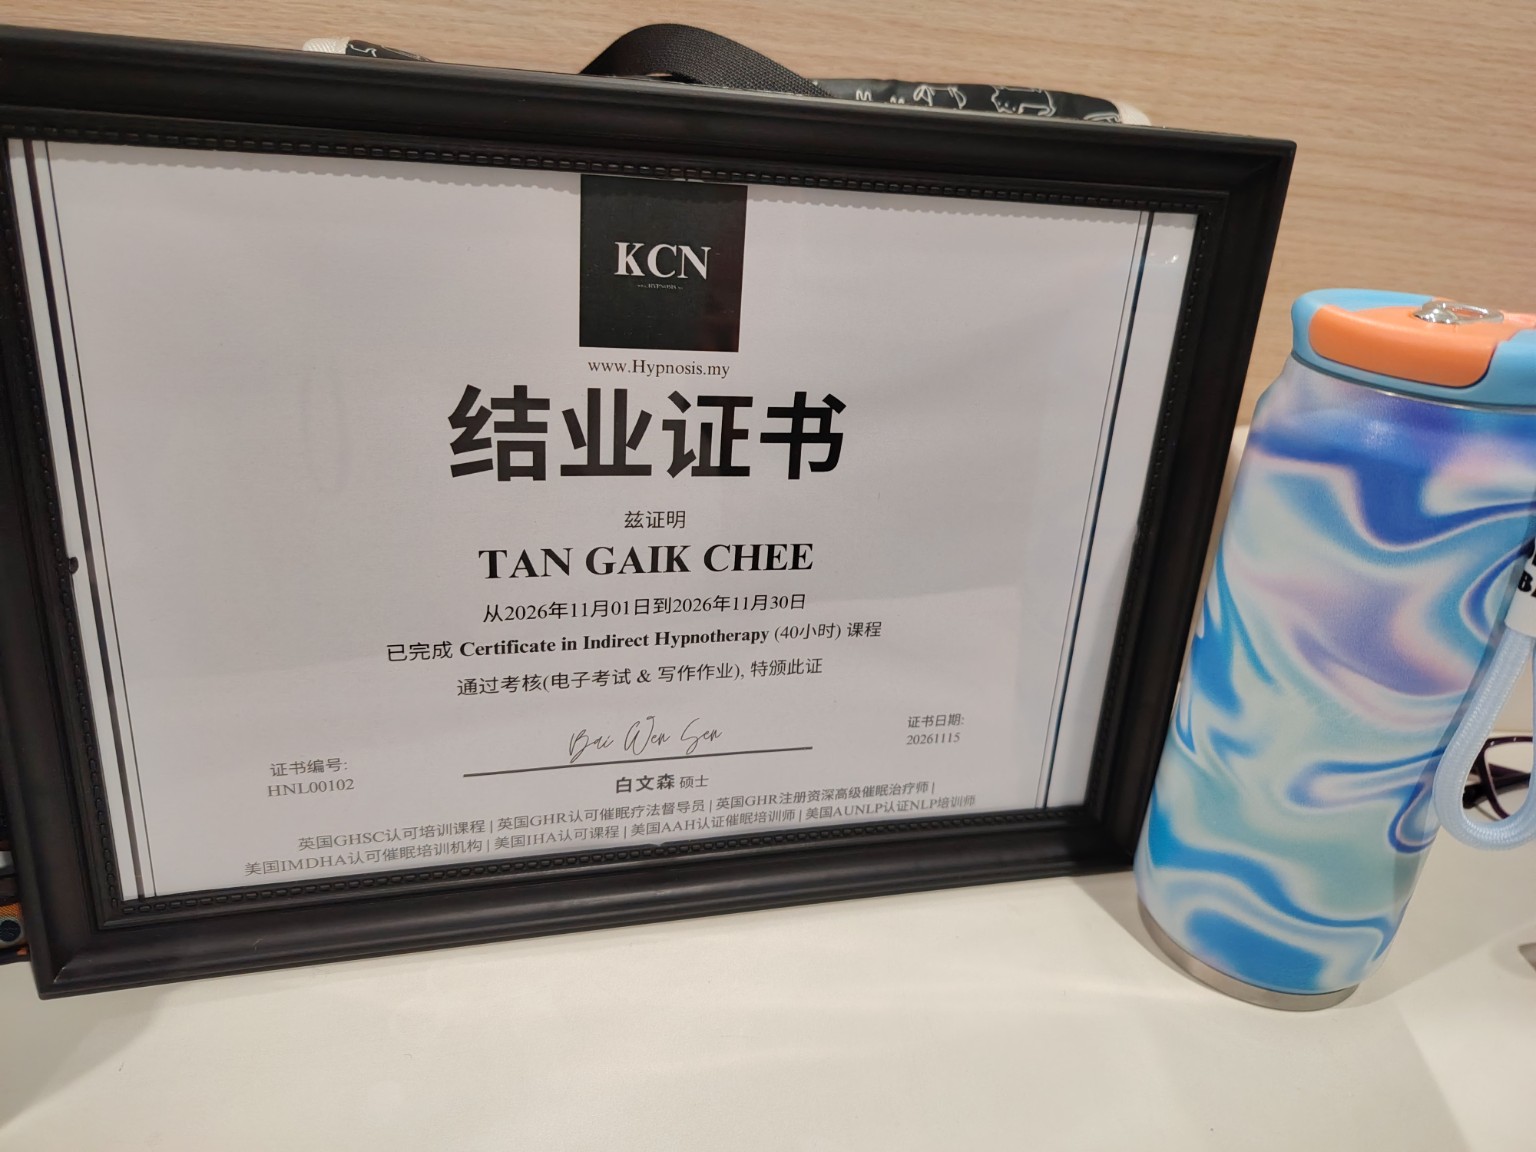 KCN
www.Hypnosis.my
结业证书
兹证明
TAN GAIK CHEE
从2026年11月01日到2026年11月30日
已完成 Certificate in Indirect Hypnotherapy (40小时) 课程
通过考核(电子考试 & 写作作业), 特颁此证
Bai Wen Sen
白文森 硕士
证书编号:
HNL00102
证书日期:
20261115
英国GHSC认可培训课程 | 英国GHR认可催眠疗法督导员 | 英国GHR注册资深高级催眠治疗师 |
美国IMDHA认可催眠培训机构 | 美国IHA认可课程 | 美国AAH认证催眠培训师 | 美国AUNLP认证NLP培训师